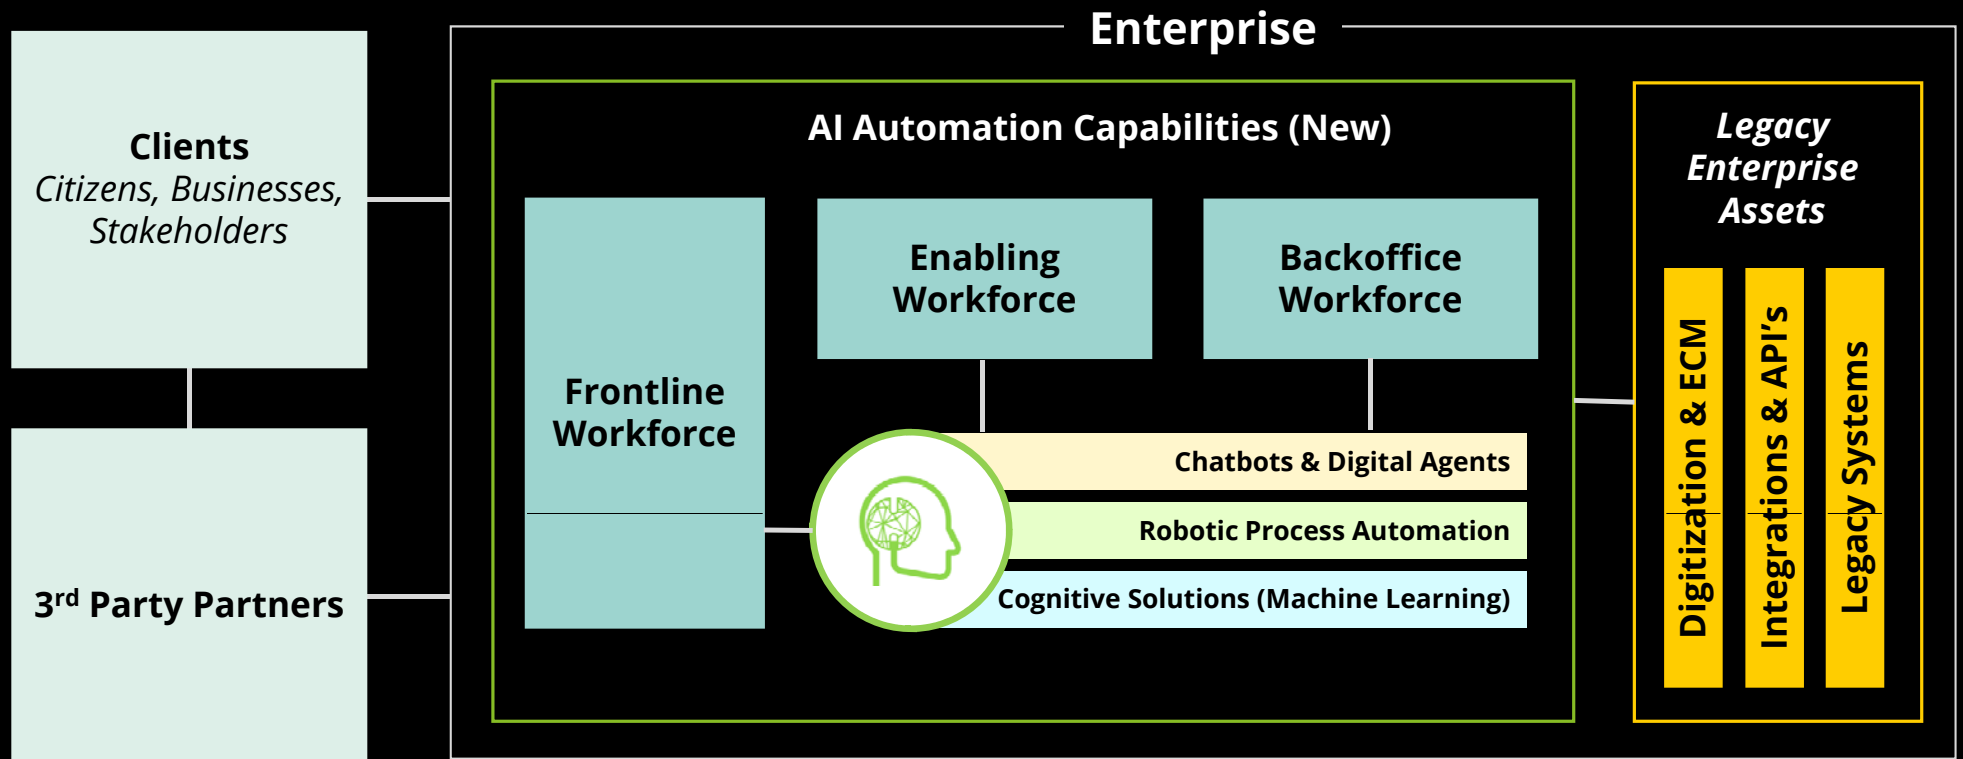 Enterprise
Clients
Citizens, Businesses,
Stakeholders
3rd Party Partners
AI Automation Capabilities (New)
Frontline
Workforce
Enabling
Workforce
Backoffice
Workforce
Chatbots & Digital Agents
Robotic Process Automation
Cognitive Solutions (Machine Learning)
Legacy
Enterprise
Assets
Digitization & ECM
Integrations & API’s
Legacy Systems